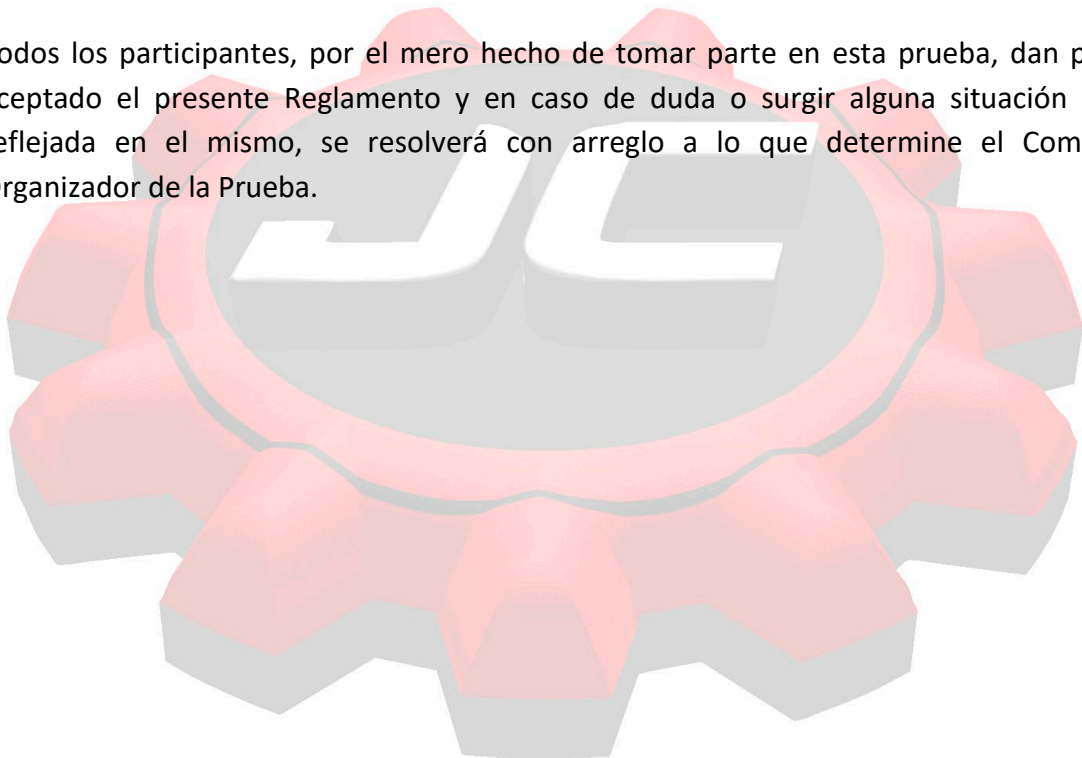 odos los participantes, por el mero hecho de tomar parte en esta prueba, dan p
ceptado el presente Reglamento y en caso de duda o surgir alguna situación
eflejada en el mismo, se resolverá con arreglo a lo que determine el Com
rganizador de la Prueba.
JC